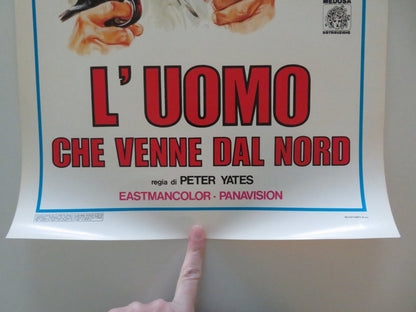 MEDUSA
DISTRIBUZIONE
L'UOMO
CHE VENNE DAL NORD
regia di PETER YATES
EASTMANCOLOR - PANAVISION